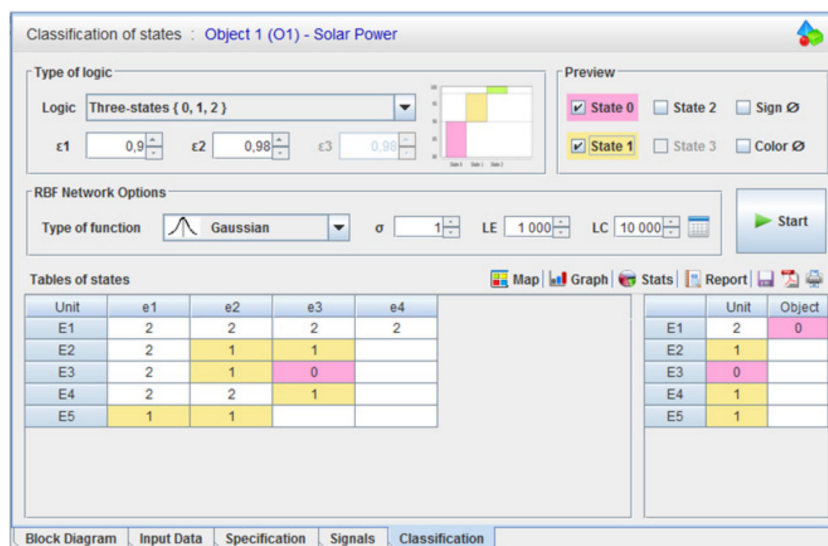 Classification of states : Object 1 (O1) - Solar Power
Type of logic
Preview
Logic Three-states { 0, 1, 2 }
State 0 State 2 Sign Ø
ε1 0,9 ε2 0,98 ε3 0,98
State 1 State 3 Color Ø
RBF Network Options
Type of function Gaussian σ 1 LE 1 000 LC 10 000
Start
Tables of states
Map Graph Stats Report
Unit e1 e2 e3 e4 Unit Object
E1 2 2 2 2 E1 2 0
E2 2 1 1 E2 1
E3 2 1 0 E3 0
E4 2 2 1 E4 1
E5 1 1 E5 1
Block Diagram Input Data Specification Signals Classification